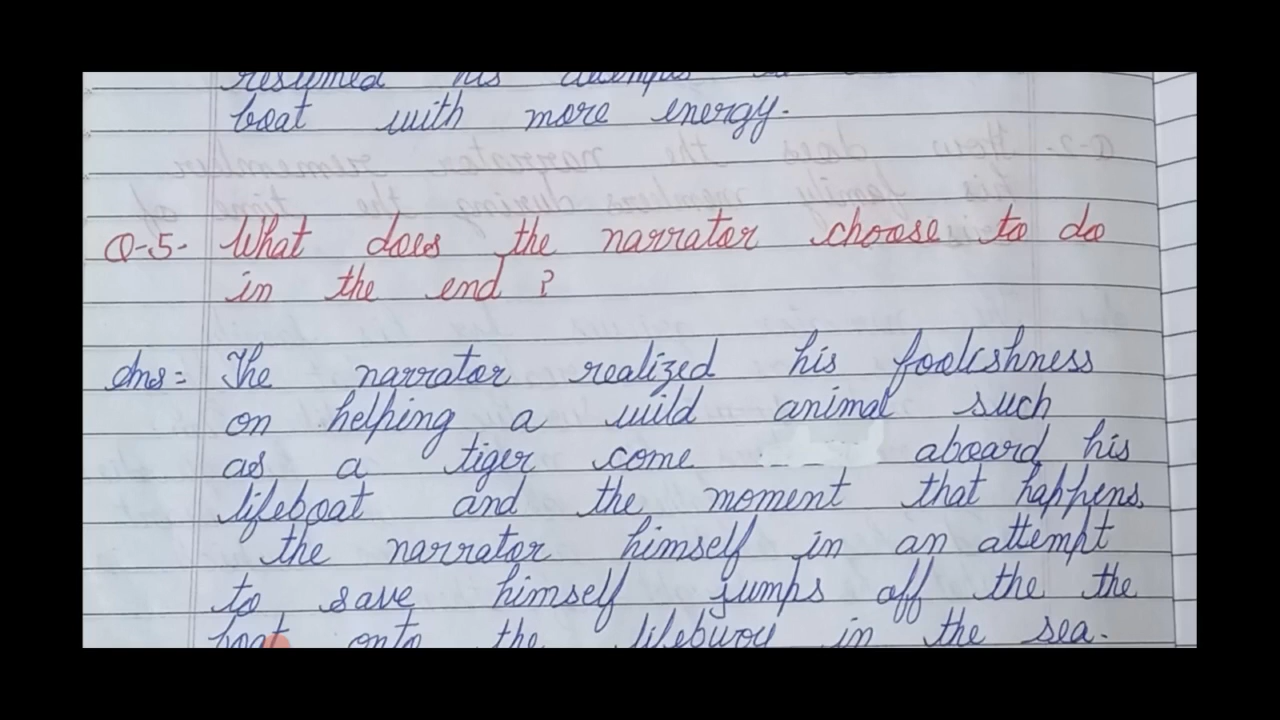 resumed his attempts
boat with more energy.
Q-5- What does the narrator choose to do
in the end ?
Ans = The narrator realized his foolishness
on helping a wild animal such
as a tiger come aboard his
lifeboat and the moment that happens,
the narrator himself in an attempt
to save himself jumps off the the
boat onto the lifebuoy in the sea.